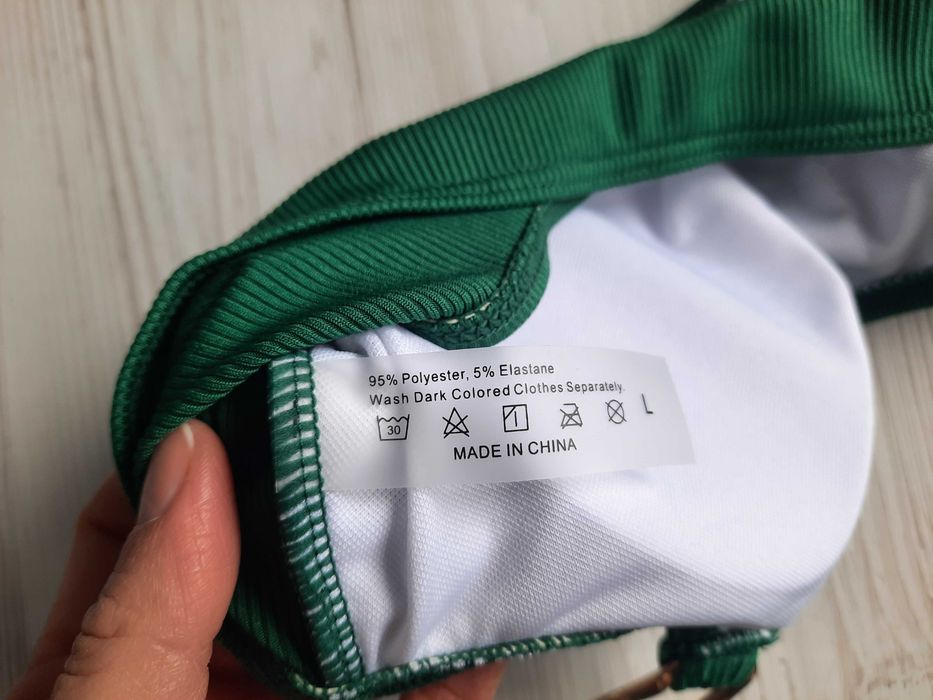 95% Polyester, 5% Elastane
Wash Dark Colored Clothes Separately.
30 L
MADE IN CHINA